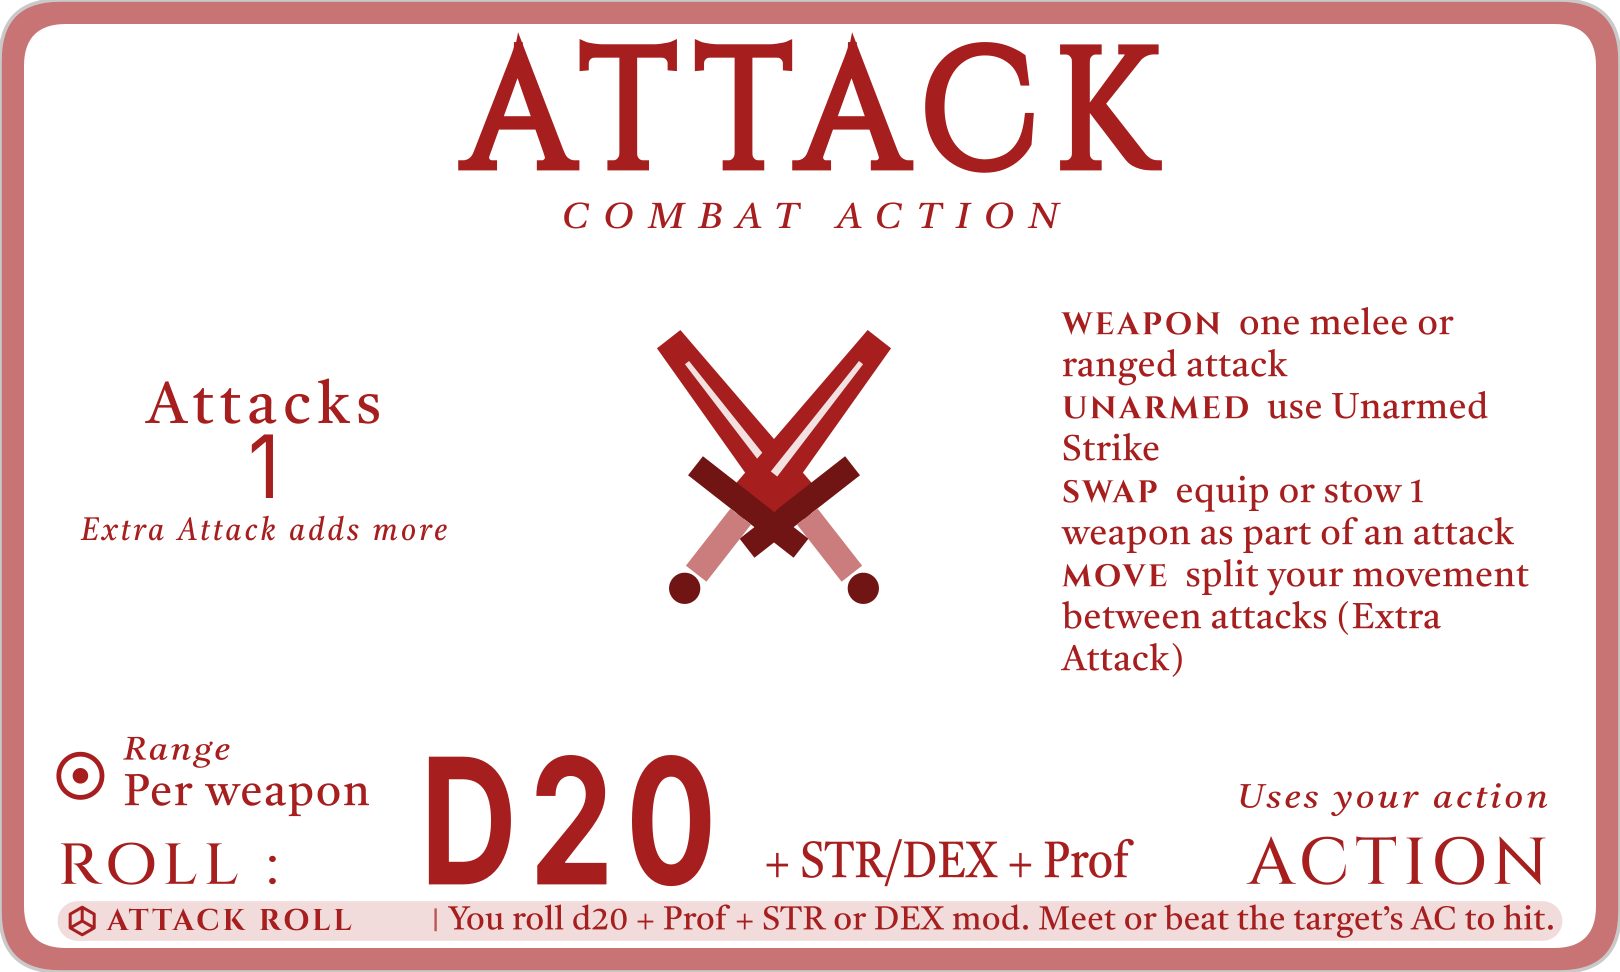 ATTACK
COMBAT ACTION
Attacks
1
Extra Attack adds more
WEAPON one melee or
ranged attack
UNARMED use Unarmed
Strike
SWAP equip or stow 1
weapon as part of an attack
MOVE split your movement
between attacks (Extra
Attack)
Range
Per weapon
ROLL :
D20
+ STR/DEX + Prof
Uses your action
ACTION
ATTACK ROLL | You roll d20 + Prof + STR or DEX mod. Meet or beat the target’s AC to hit.